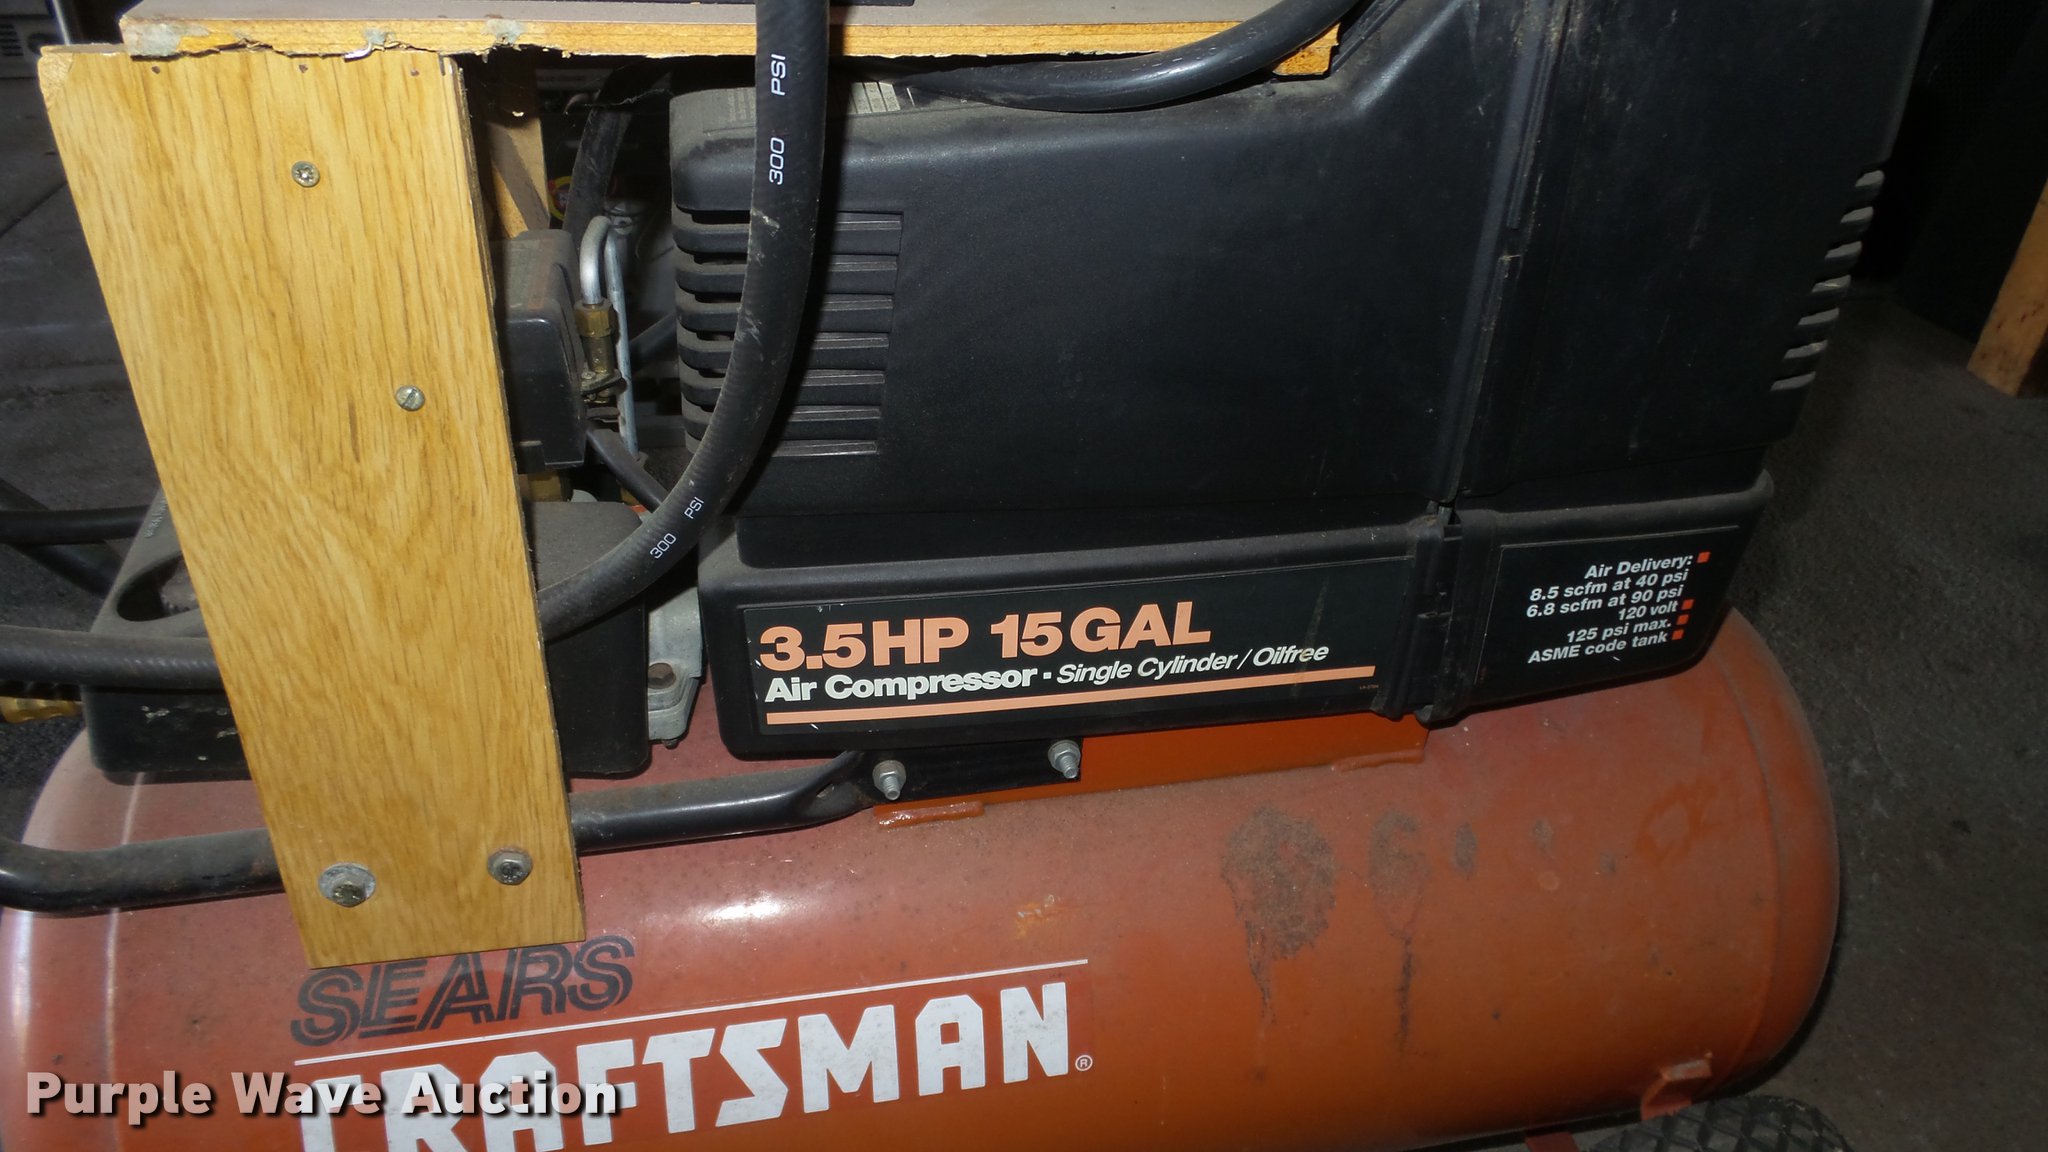 300 PSI
300 PSI
3.5HP 15GAL
Air Compressor - Single Cylinder / Oilfree
Air Delivery:
8.5 scfm at 40 psi
6.8 scfm at 90 psi
120 volt
125 psi max.
ASME code tank
SEARS
CRAFTSMAN®
Purple Wave Auction